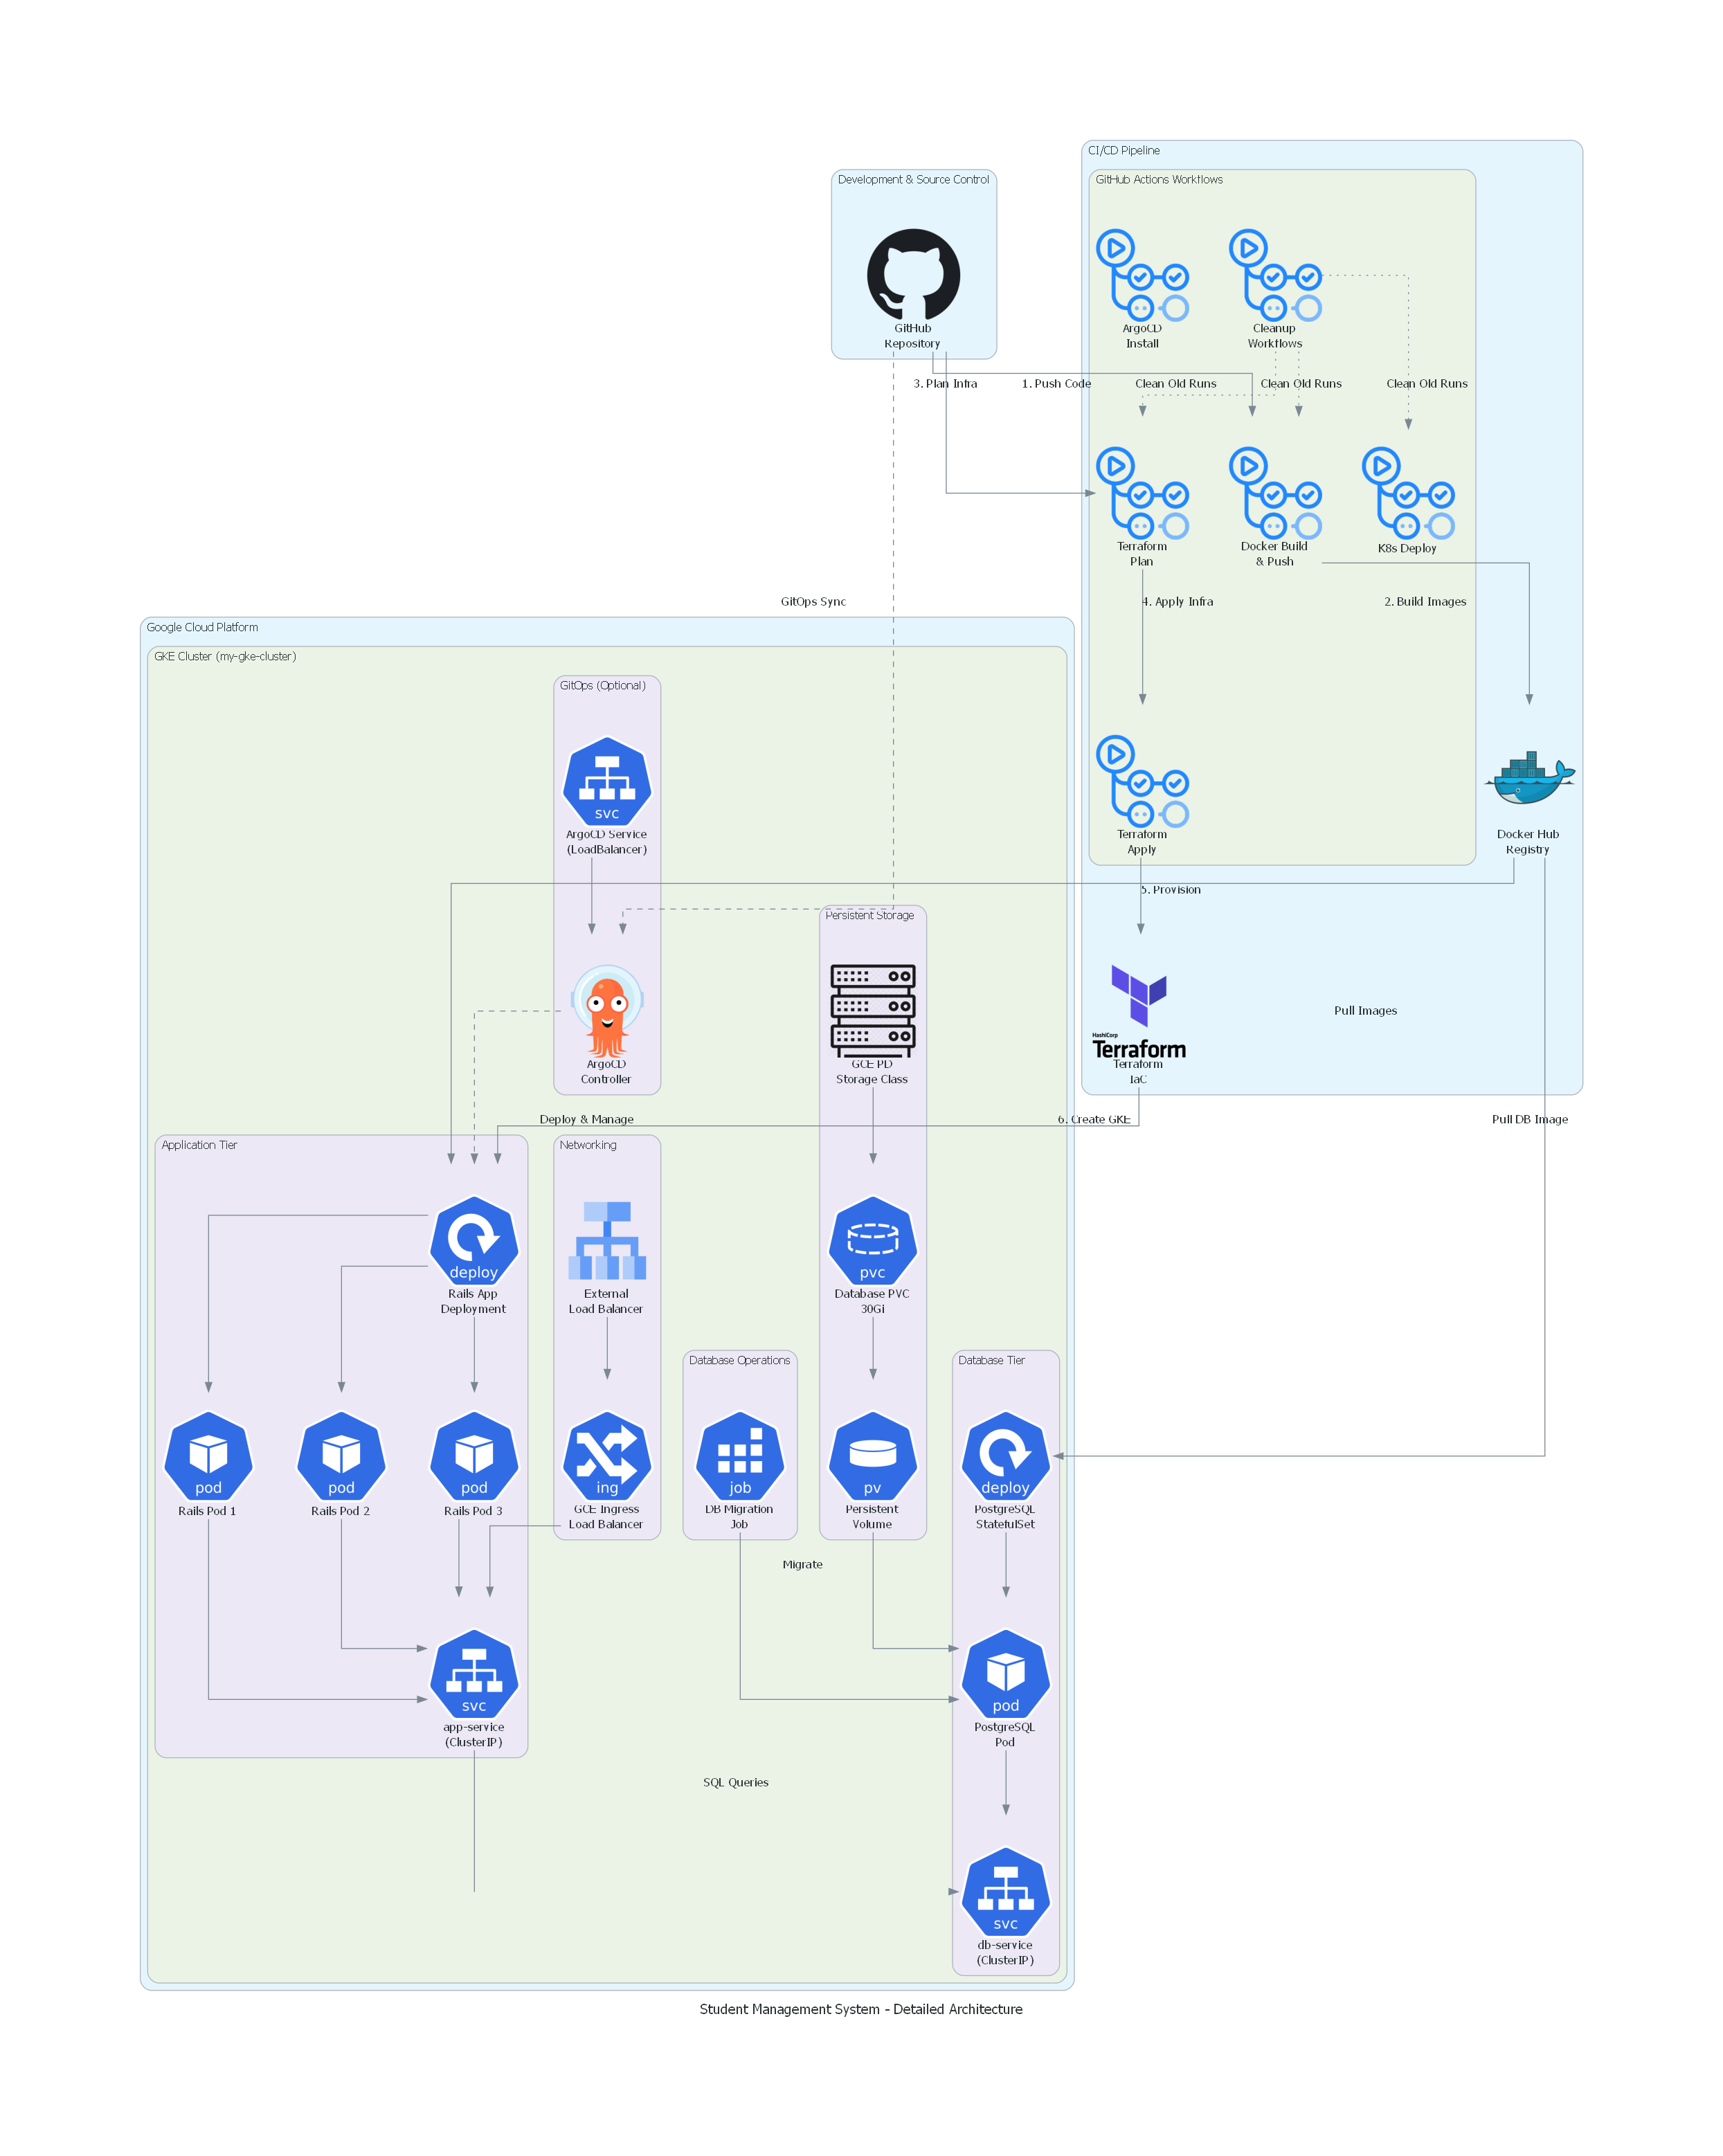 CI/CD Pipeline
Development & Source Control
GitHub Actions Workflows
GitHub
Repository
ArgoCD
Install
Cleanup
Workflows
3. Plan Infra
1. Push Code
Clean Old Runs
Clean Old Runs
Clean Old Runs
Terraform
Plan
Docker Build
& Push
K8s Deploy
GitOps Sync
4. Apply Infra
2. Build Images
Google Cloud Platform
GKE Cluster (my-gke-cluster)
GitOps (Optional)
svc
ArgoCD Service
(LoadBalancer)
Terraform
Apply
Docker Hub
Registry
5. Provision
Persistent Storage
Pull Images
HashiCorp
Terraform
Terraform
IaC
ArgoCD
Controller
GCE PD
Storage Class
Deploy & Manage
6. Create GKE
Pull DB Image
Application Tier
Networking
deploy
Rails App
Deployment
External
Load Balancer
pvc
Database PVC
30Gi
Database Operations
Database Tier
pod
Rails Pod 1
pod
Rails Pod 2
pod
Rails Pod 3
ing
GCE Ingress
Load Balancer
job
DB Migration
Job
pv
Persistent
Volume
deploy
PostgreSQL
StatefulSet
Migrate
svc
app-service
(ClusterIP)
pod
PostgreSQL
Pod
SQL Queries
svc
db-service
(ClusterIP)
Student Management System - Detailed Architecture